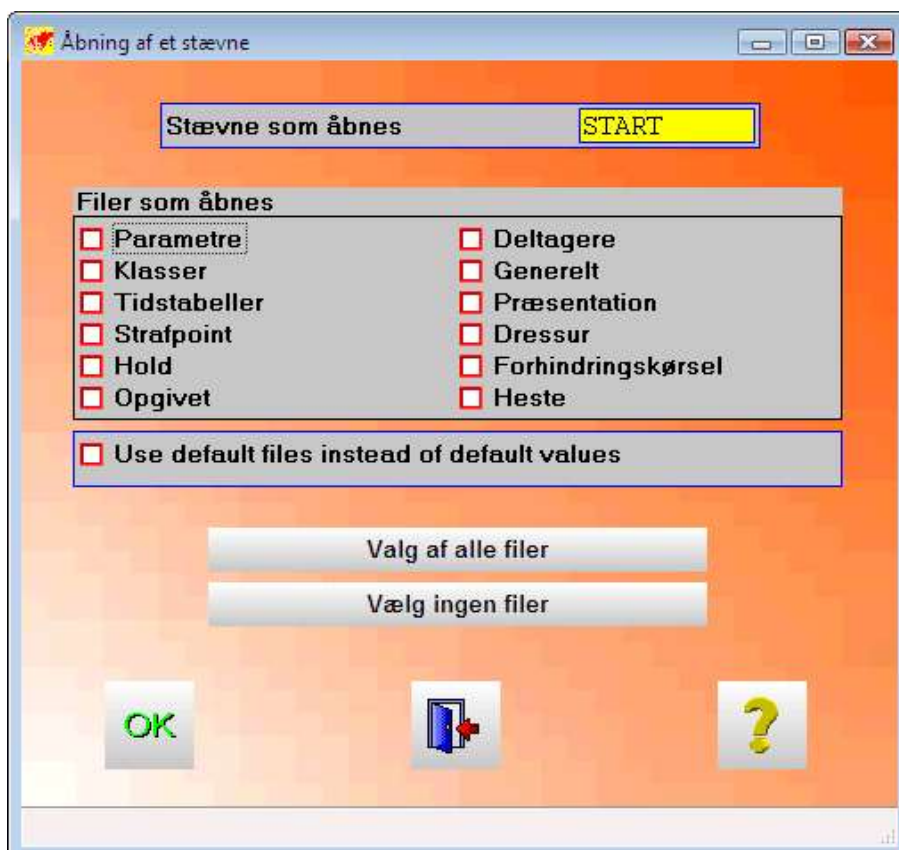 Åbning af et stævne
Stævne som åbnes START
Filer som åbnes
Parametre Deltagere
Klasser Generelt
Tidstabeller Præsentation
Strafpoint Dressur
Hold Forhindringskørsel
Opgivet Heste
Use default files instead of default values
Valg af alle filer
Vælg ingen filer
OK
?